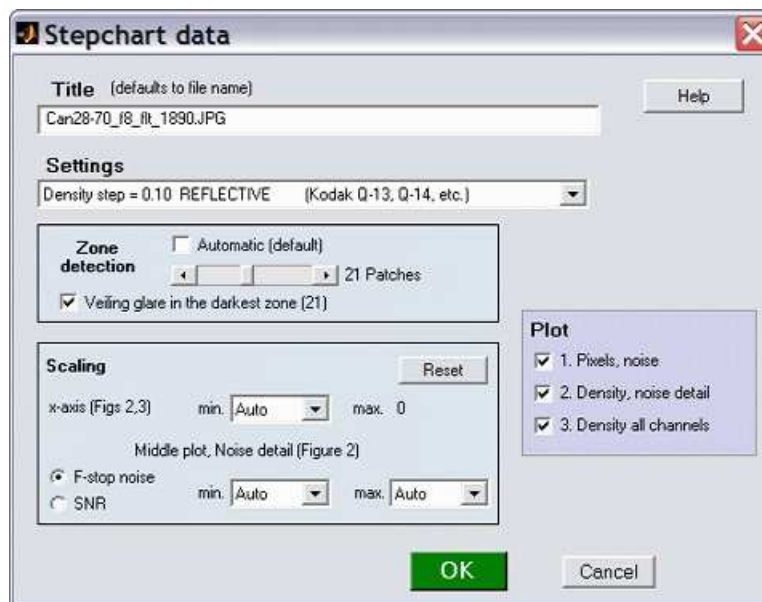 Stepchart data
Title (defaults to file name)
Help
Can28-70_f8_flt_1890.JPG
Settings
Density step = 0.10 REFLECTIVE (Kodak Q-13, Q-14, etc.)
Zone detection
Automatic (default)
21 Patches
Veiling glare in the darkest zone (21)
Plot
1. Pixels, noise
2. Density, noise detail
3. Density all channels
Scaling
Reset
x-axis (Figs 2,3) min. Auto max. 0
Middle plot, Noise detail (Figure 2)
F-stop noise
SNR
min. Auto max. Auto
OK
Cancel